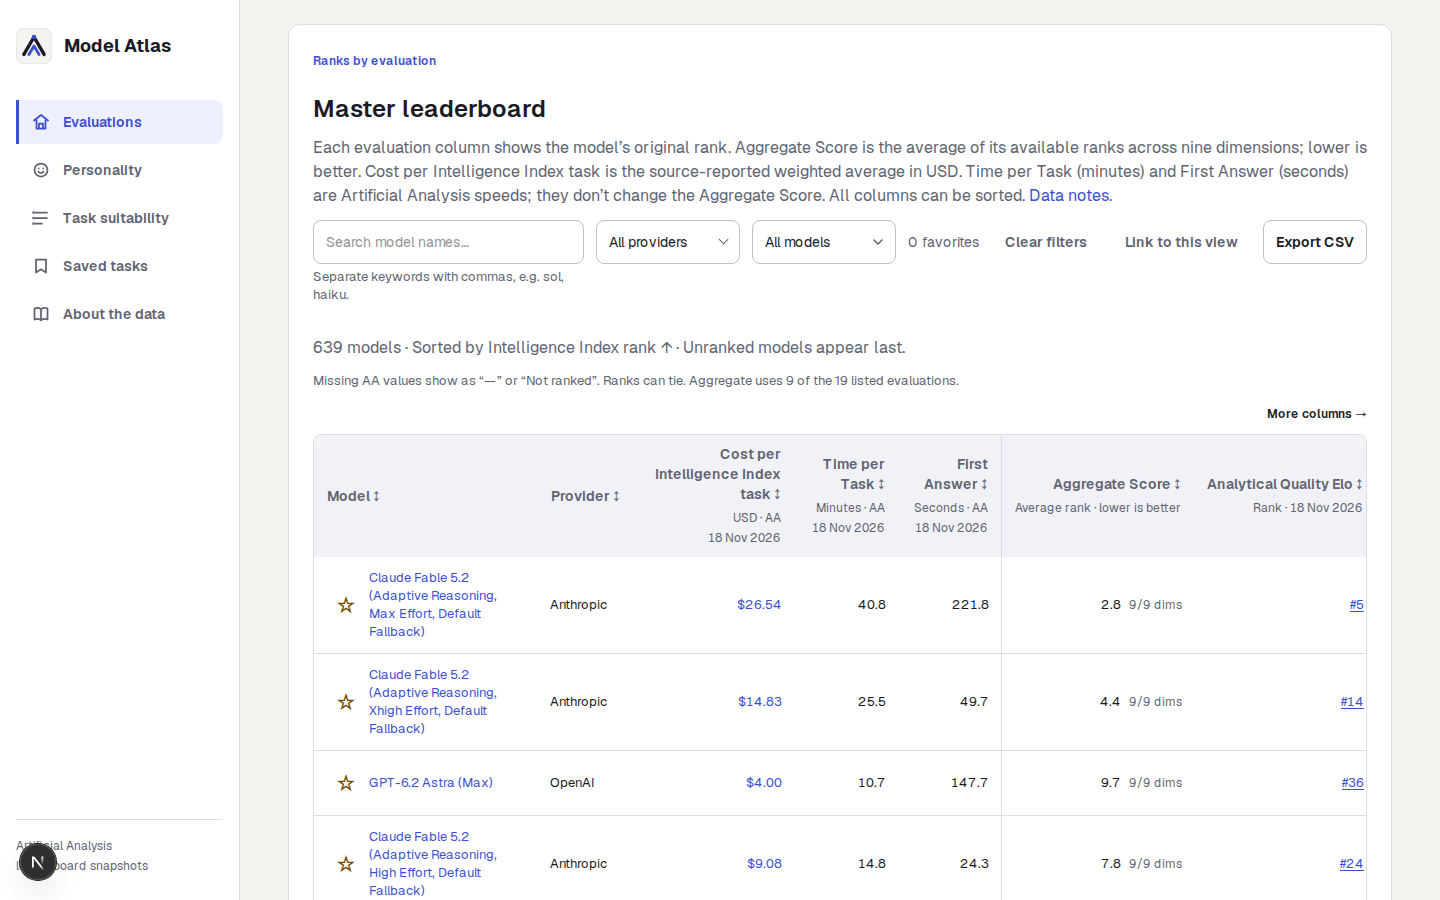 Model Atlas
Evaluations
Personality
Task suitability
Saved tasks
About the data
Artificial Analysis
board snapshots
N
Ranks by evaluation
Master leaderboard
Each evaluation column shows the model’s original rank. Aggregate Score is the average of its available ranks across nine dimensions; lower is
better. Cost per Intelligence Index task is the source-reported weighted average in USD. Time per Task (minutes) and First Answer (seconds)
are Artificial Analysis speeds; they don’t change the Aggregate Score. All columns can be sorted. Data notes.
Search model names…
All providers
All models
0 favorites
Clear filters
Link to this view
Export CSV
Separate keywords with commas, e.g. sol,
haiku.
639 models · Sorted by Intelligence Index rank ↑ · Unranked models appear last.
Missing AA values show as “—” or “Not ranked”. Ranks can tie. Aggregate uses 9 of the 19 listed evaluations.
More columns →
Model ↕
Provider ↕
Cost per
Intelligence Index
task ↕
USD · AA
18 Nov 2026
Time per
Task ↕
Minutes · AA
18 Nov 2026
First
Answer ↕
Seconds · AA
18 Nov 2026
Aggregate Score ↕
Average rank · lower is better
Analytical Quality Elo ↕
Rank · 18 Nov 2026
Claude Fable 5.2
(Adaptive Reasoning,
Max Effort, Default
Fallback)
Anthropic
$26.54
40.8
221.8
2.8 9/9 dims
#5
Claude Fable 5.2
(Adaptive Reasoning,
Xhigh Effort, Default
Fallback)
Anthropic
$14.83
25.5
49.7
4.4 9/9 dims
#14
GPT-6.2 Astra (Max)
OpenAI
$4.00
10.7
147.7
9.7 9/9 dims
#36
Claude Fable 5.2
(Adaptive Reasoning,
High Effort, Default
Fallback)
Anthropic
$9.08
14.8
24.3
7.8 9/9 dims
#24